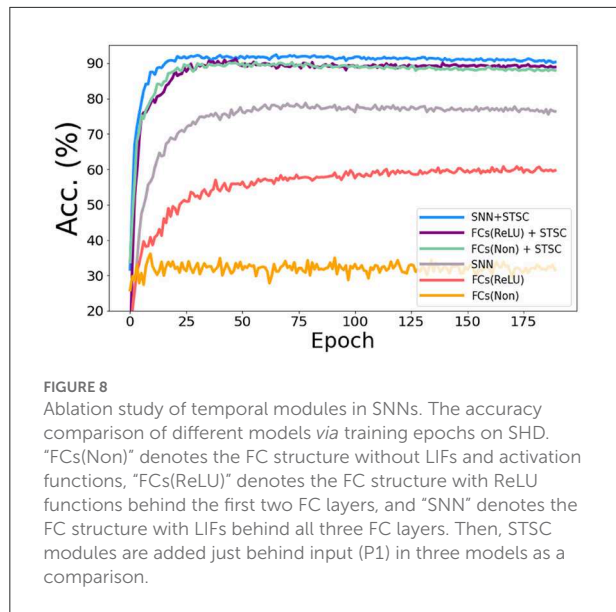 90
80
70
60
50
40
30
20
Acc. (%)
SNN+STSC
FCs(ReLU) + STSC
FCs(Non) + STSC
SNN
FCs(ReLU)
FCs(Non)
0 25 50 75 100 125 150 175
Epoch
FIGURE 8
Ablation study of temporal modules in SNNs. The accuracy
comparison of different models via training epochs on SHD.
“FCs(Non)” denotes the FC structure without LIFs and activation
functions, “FCs(ReLU)” denotes the FC structure with ReLU
functions behind the first two FC layers, and “SNN” denotes the
FC structure with LIFs behind all three FC layers. Then, STSC
modules are added just behind input (P1) in three models as a
comparison.